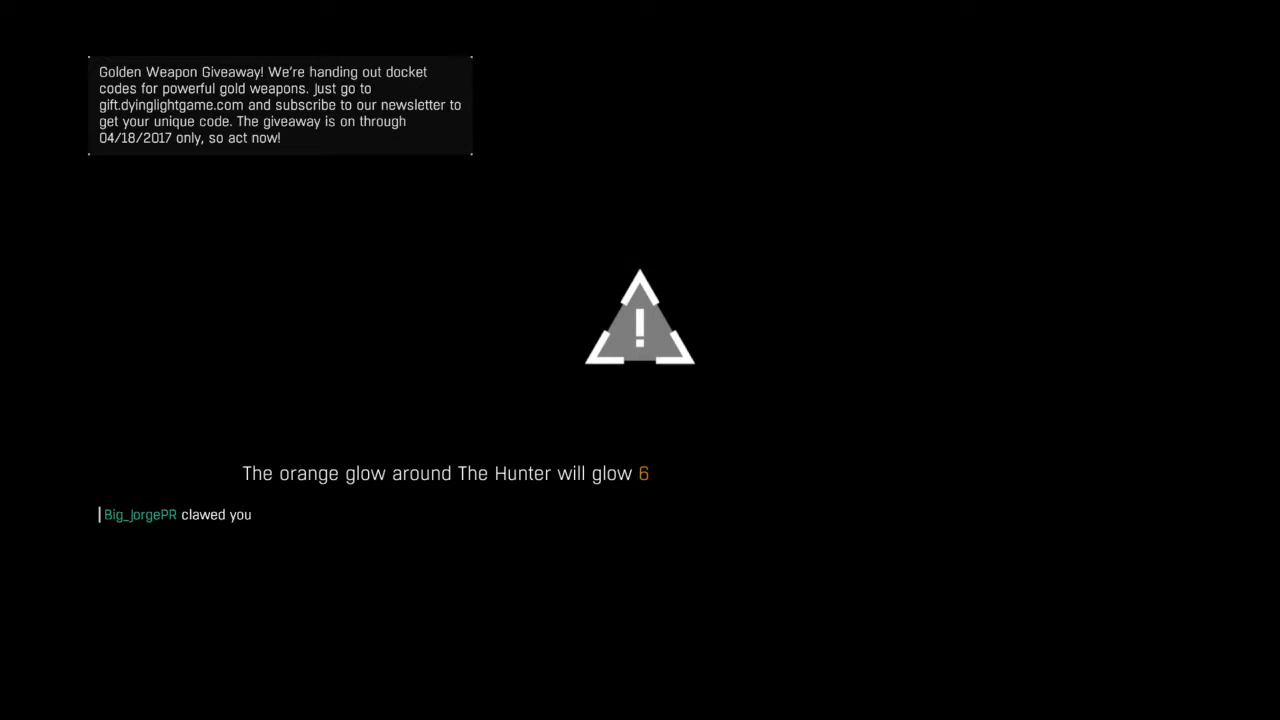 Golden Weapon Giveaway! We're handing out docket
codes for powerful gold weapons. Just go to
gift.dyinglightgame.com and subscribe to our newsletter to
get your unique code. The giveaway is on through
04/18/2017 only, so act now!
!
The orange glow around The Hunter will glow 6
Big_JorgePR clawed you